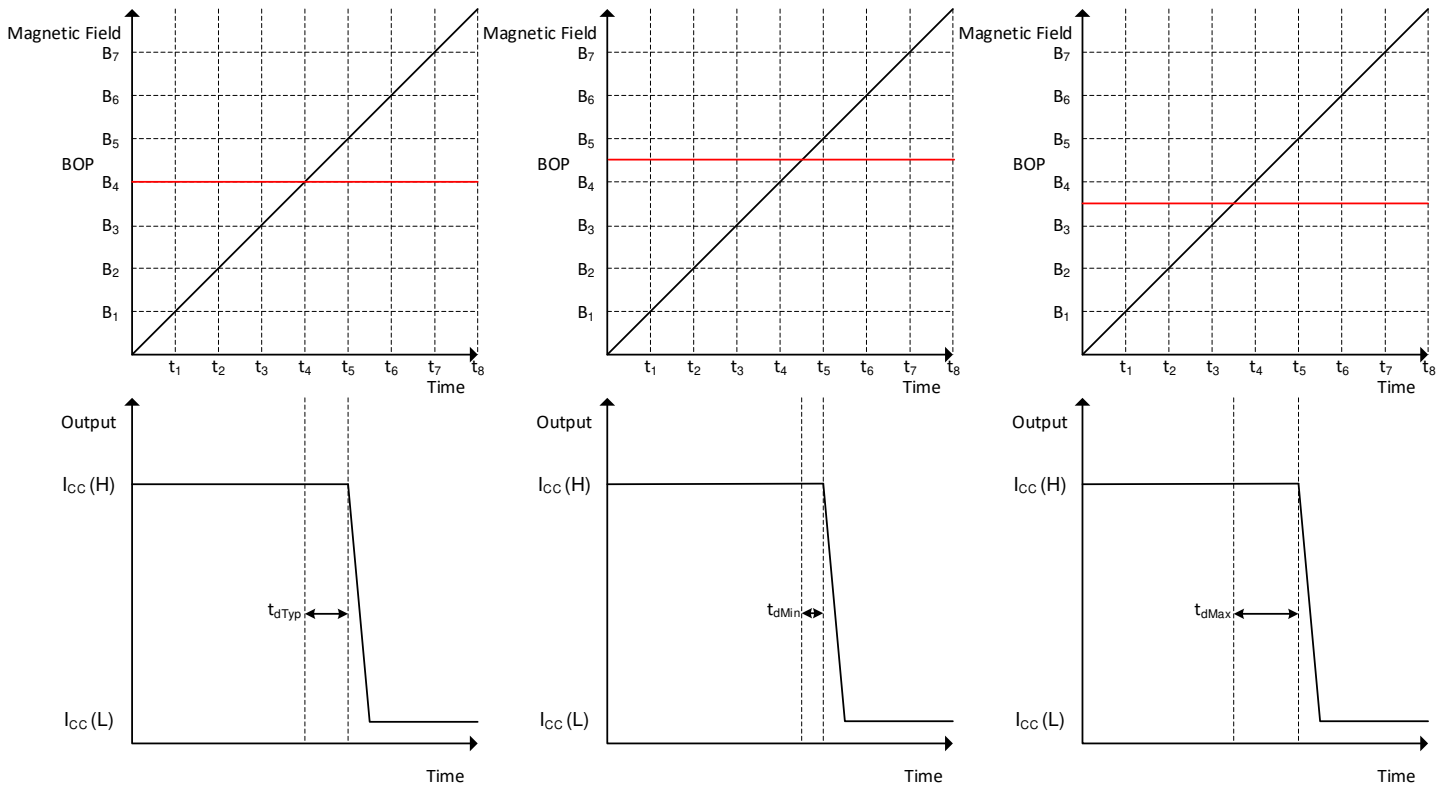 Magnetic Field
B7
B6
B5
BOP
B4
B3
B2
B1
t1 t2 t3 t4 t5 t6 t7 t8
Time
Output
ICC (H)
tdTyp
ICC (L)
Time
Magnetic Field
B7
B6
B5
BOP
B4
B3
B2
B1
t1 t2 t3 t4 t5 t6 t7 t8
Time
Output
ICC (H)
tdMin
ICC (L)
Time
Magnetic Field
B7
B6
B5
BOP
B4
B3
B2
B1
t1 t2 t3 t4 t5 t6 t7 t8
Time
Output
ICC (H)
tdMax
ICC (L)
Time